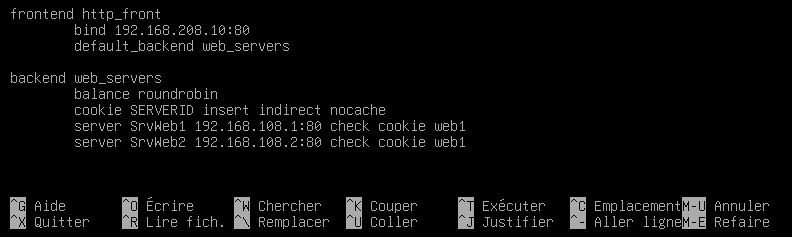 frontend http_front
bind 192.168.208.10:80
default_backend web_servers
backend web_servers
balance roundrobin
cookie SERVERID insert indirect nocache
server SrvWeb1 192.168.108.1:80 check cookie web1
server SrvWeb2 192.168.108.2:80 check cookie web1
^G Aide ^O Écrire ^W Chercher ^K Couper ^T Exécuter ^C Emplacement M-U Annuler
^X Quitter ^R Lire fich. ^\ Remplacer ^U Coller ^J Justifier ^- Aller ligne M-E Refaire